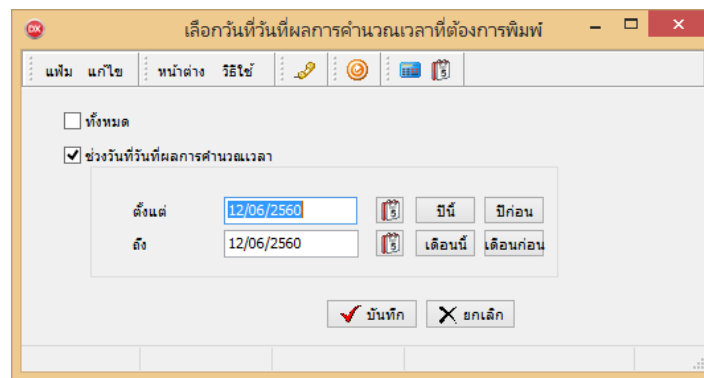 เลือกวันที่วันที่ผลการคำนวณเวลาที่ต้องการพิมพ์
แฟ้ม แก้ไข หน้าต่าง วิธีใช้
ทั้งหมด
ช่วงวันที่วันที่ผลการคำนวณเวลา
ตั้งแต่ 12/06/2560 ปีนี้ ปีก่อน
ถึง 12/06/2560 เดือนนี้ เดือนก่อน
บันทึก ยกเลิก